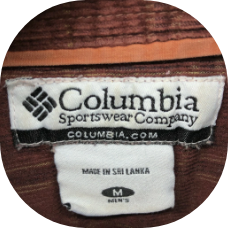 Columbia
Sportswear Company
COLUMBIA.COM
MADE IN SRI LANKA
M
MEN'S